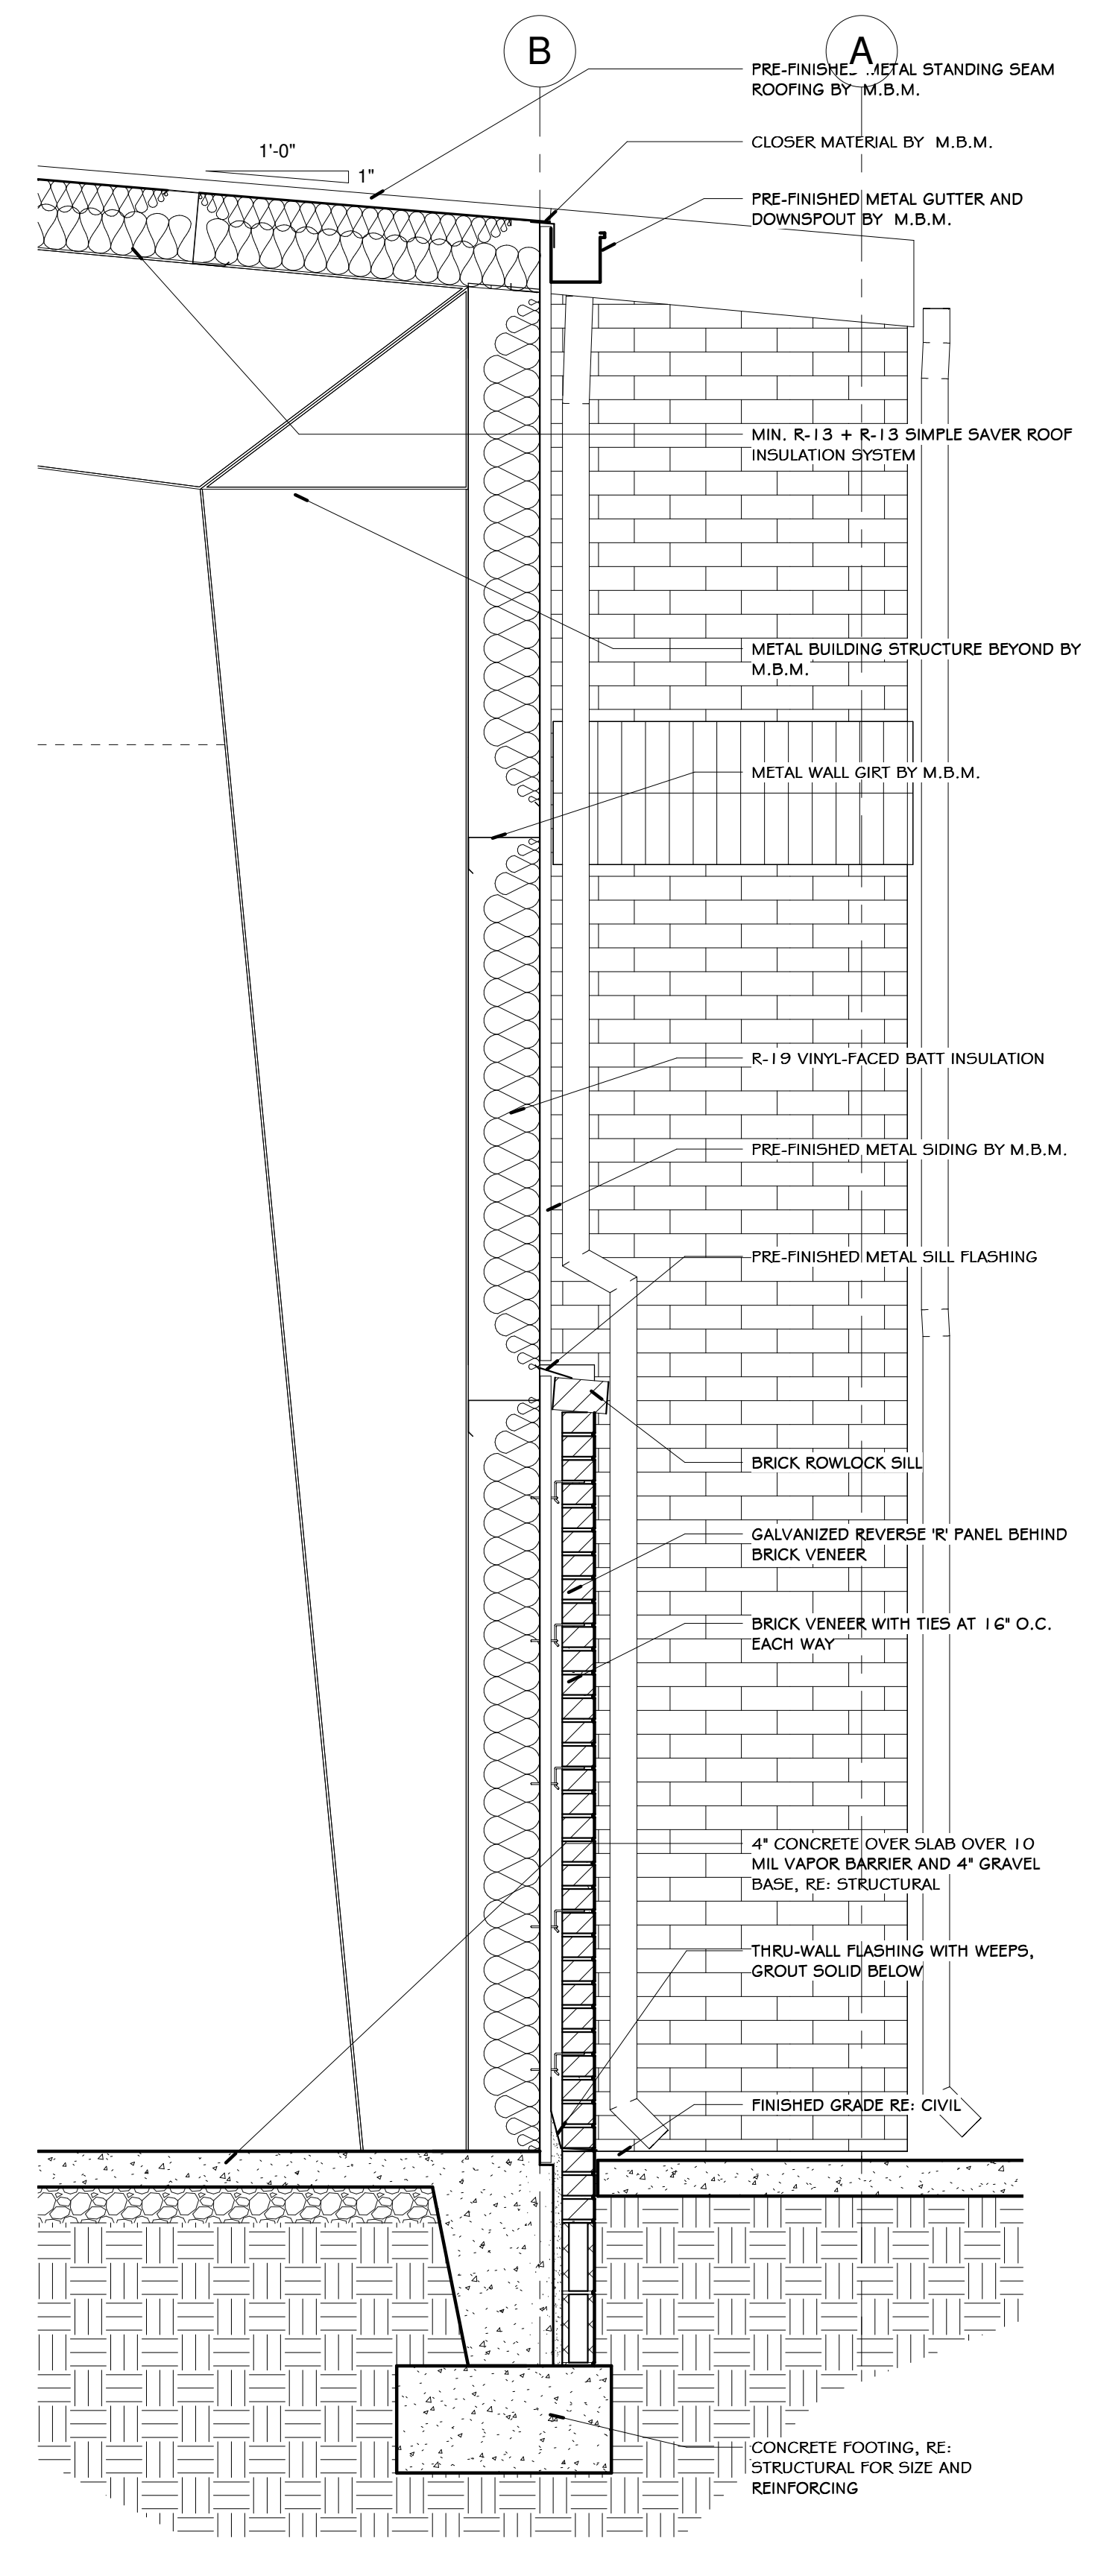 B
A
PRE-FINISHED METAL STANDING SEAM
ROOFING BY M.B.M.
1'-0"
1"
CLOSER MATERIAL BY M.B.M.
PRE-FINISHED METAL GUTTER AND
DOWNSPOUT BY M.B.M.
MIN. R-13 + R-13 SIMPLE SAVER ROOF
INSULATION SYSTEM
METAL BUILDING STRUCTURE BEYOND BY
M.B.M.
METAL WALL GIRT BY M.B.M.
R-19 VINYL-FACED BATT INSULATION
PRE-FINISHED METAL SIDING BY M.B.M.
PRE-FINISHED METAL SILL FLASHING
BRICK ROWLOCK SILL
GALVANIZED REVERSE 'R' PANEL BEHIND
BRICK VENEER
BRICK VENEER WITH TIES AT 16" O.C.
EACH WAY
4" CONCRETE OVER SLAB OVER 10
MIL VAPOR BARRIER AND 4" GRAVEL
BASE, RE: STRUCTURAL
THRU-WALL FLASHING WITH WEEPS,
GROUT SOLID BELOW
FINISHED GRADE RE: CIVIL
CONCRETE FOOTING, RE:
STRUCTURAL FOR SIZE AND
REINFORCING